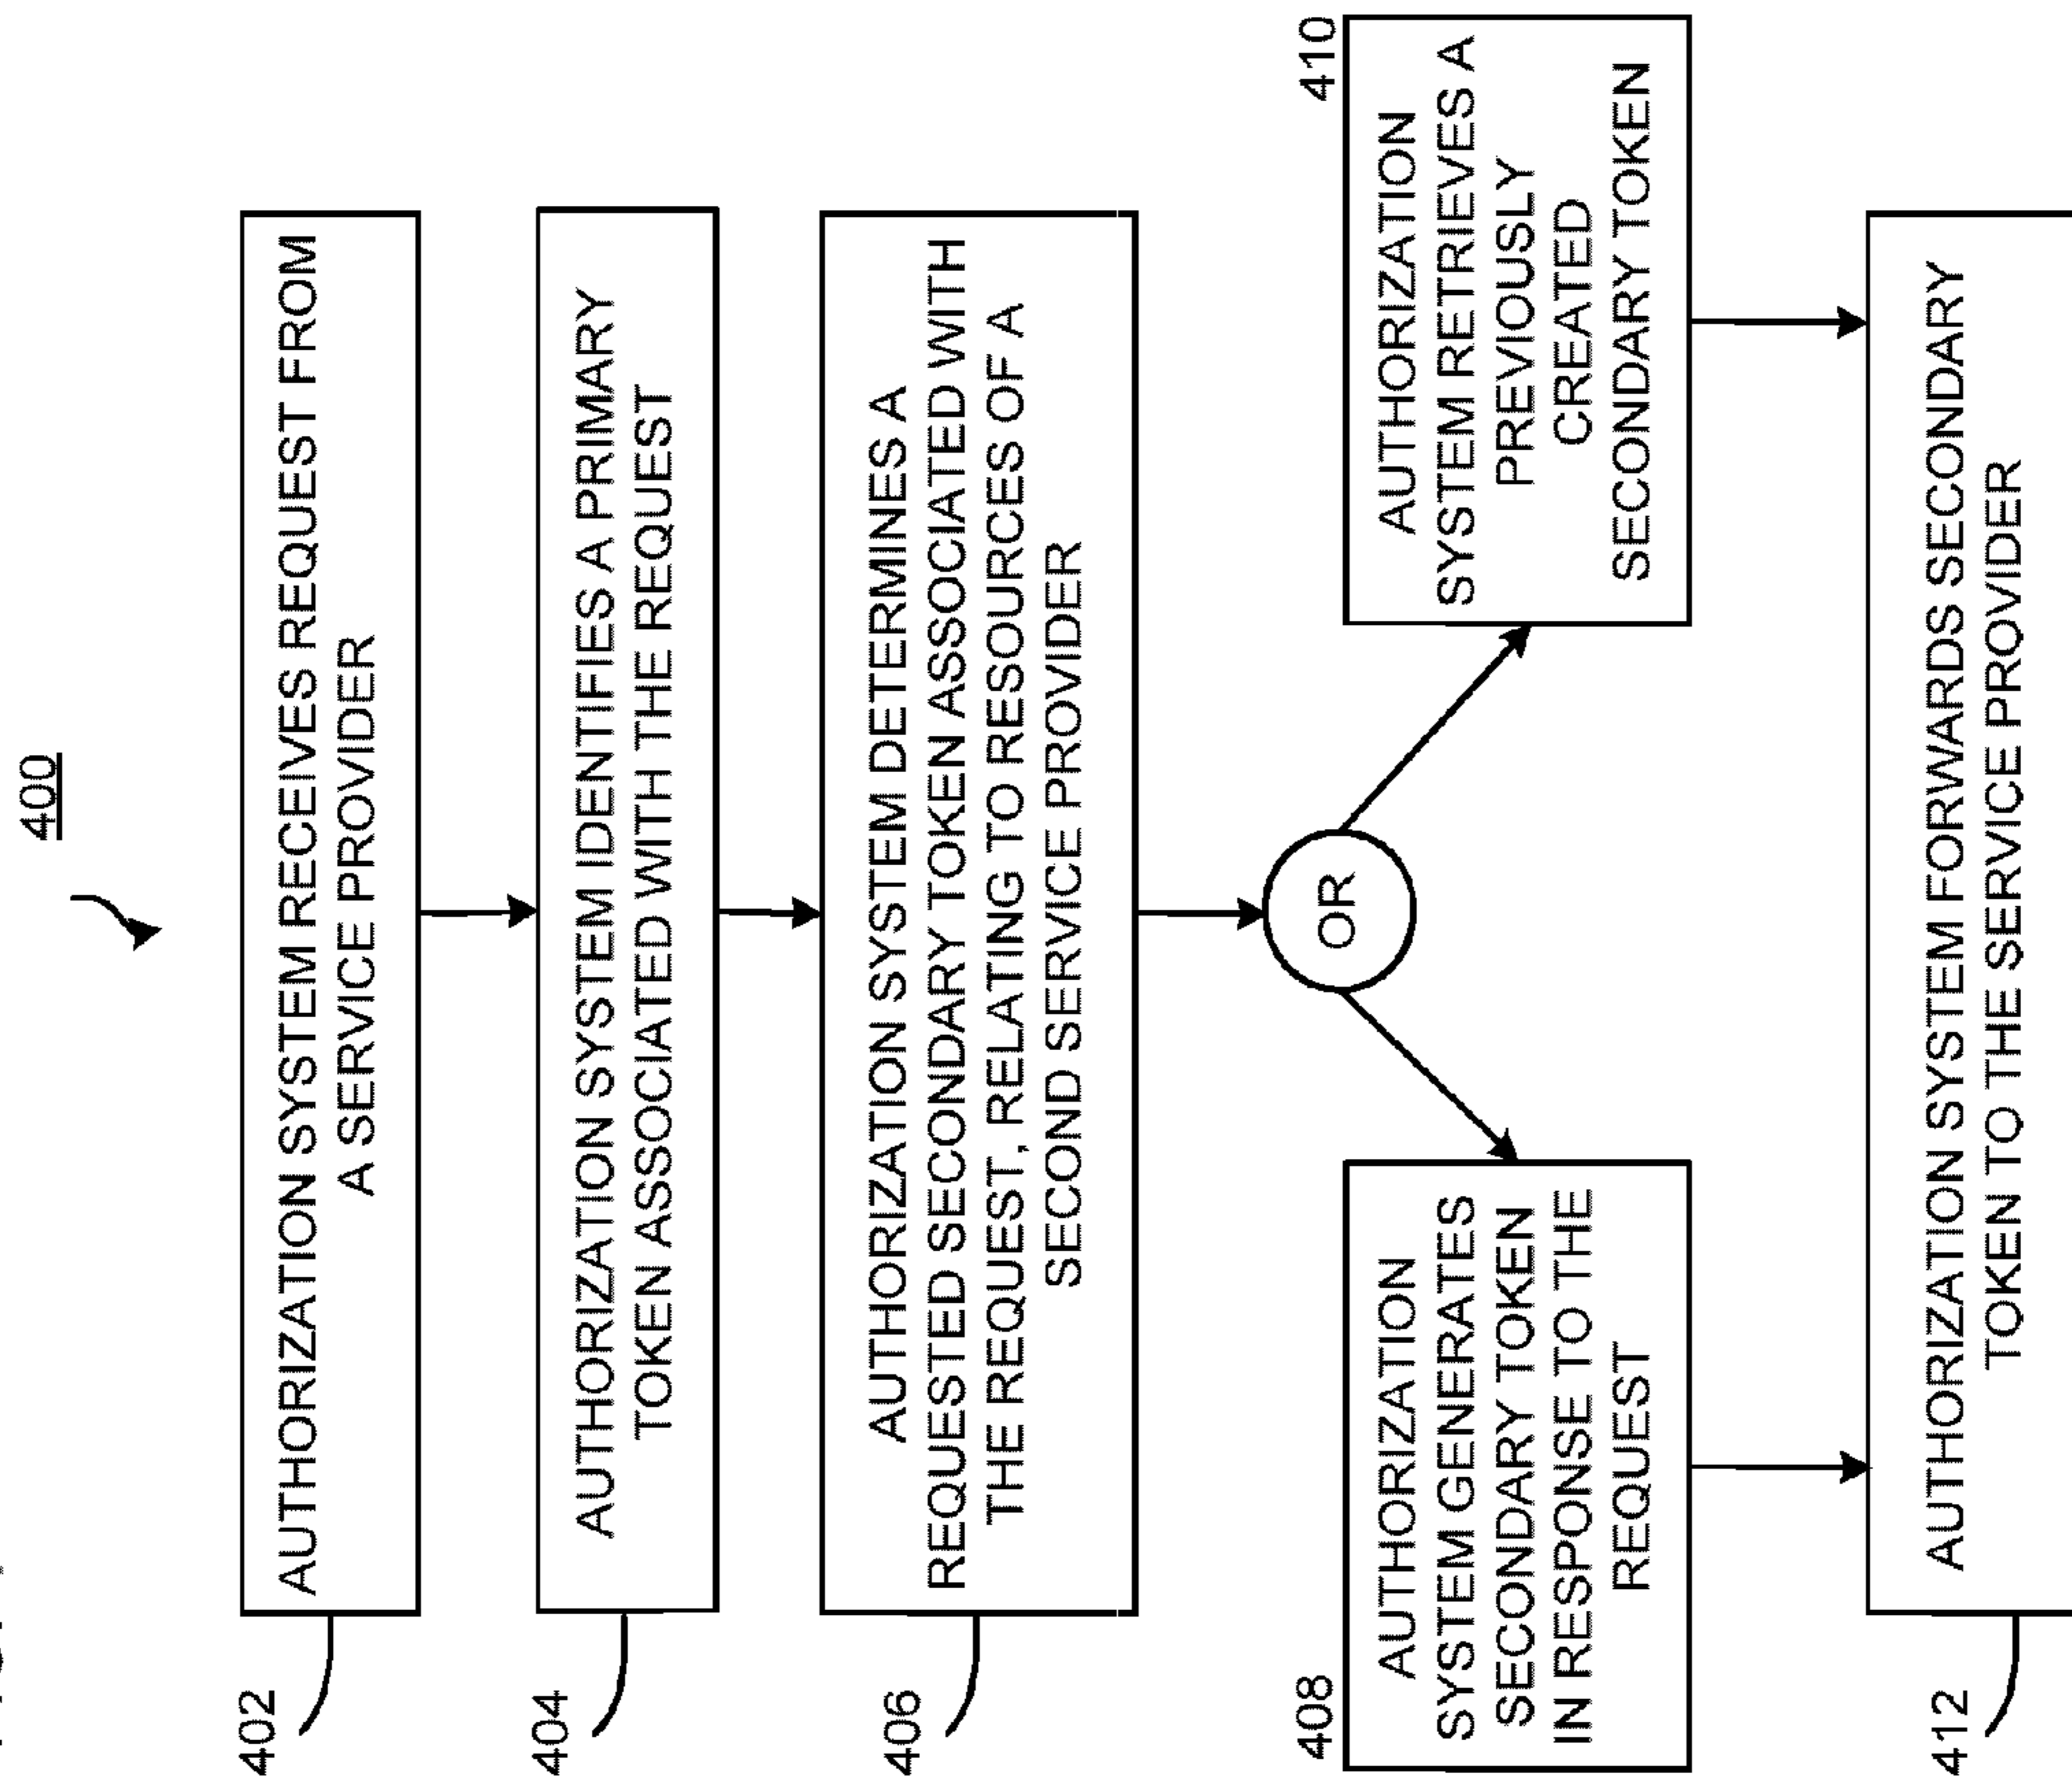 400
402
AUTHORIZATION SYSTEM RECEIVES REQUEST FROM
A SERVICE PROVIDER
404
AUTHORIZATION SYSTEM IDENTIFIES A PRIMARY
TOKEN ASSOCIATED WITH THE REQUEST
406
AUTHORIZATION SYSTEM DETERMINES A
REQUESTED SECONDARY TOKEN ASSOCIATED WITH
THE REQUEST, RELATING TO RESOURCES OF A
SECOND SERVICE PROVIDER
OR
408
AUTHORIZATION
SYSTEM GENERATES
SECONDARY TOKEN
IN RESPONSE TO THE
REQUEST
410
AUTHORIZATION
SYSTEM RETRIEVES A
PREVIOUSLY
CREATED
SECONDARY TOKEN
412
AUTHORIZATION SYSTEM FORWARDS SECONDARY
TOKEN TO THE SERVICE PROVIDER